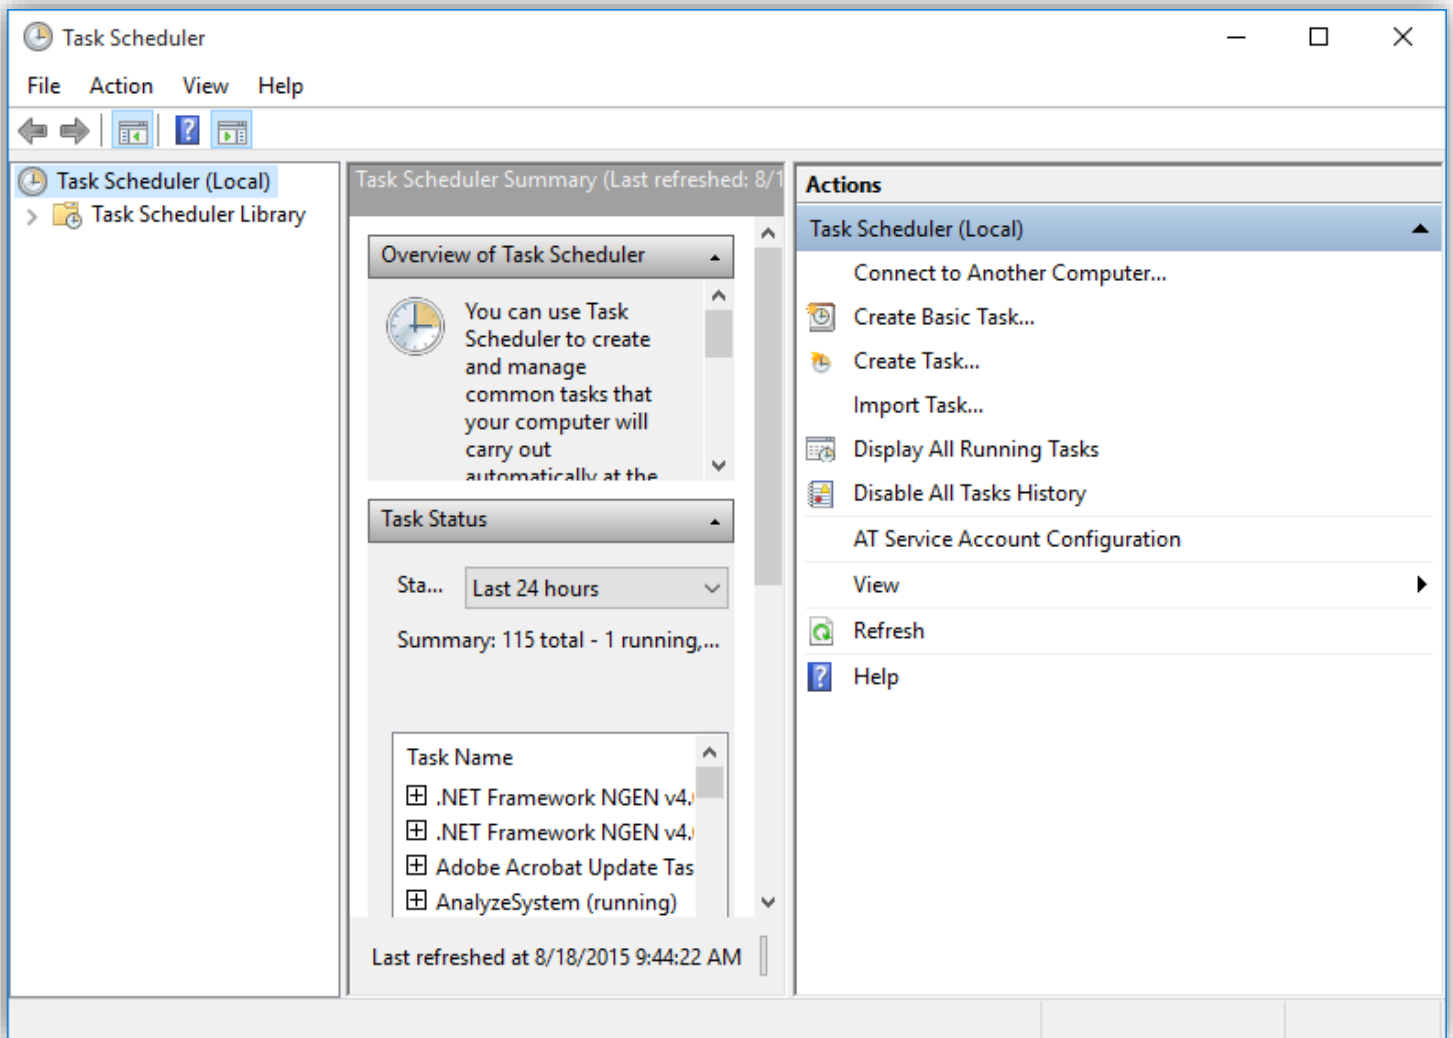 Task Scheduler
File Action View Help
Task Scheduler (Local)
Task Scheduler Library
Task Scheduler Summary (Last refreshed: 8/1
Overview of Task Scheduler
You can use Task
Scheduler to create
and manage
common tasks that
your computer will
carry out
automatically at the
Task Status
Sta...
Last 24 hours
Summary: 115 total - 1 running,...
Task Name
.NET Framework NGEN v4.
.NET Framework NGEN v4.
Adobe Acrobat Update Tas
AnalyzeSystem (running)
Last refreshed at 8/18/2015 9:44:22 AM
Actions
Task Scheduler (Local)
Connect to Another Computer...
Create Basic Task...
Create Task...
Import Task...
Display All Running Tasks
Disable All Tasks History
AT Service Account Configuration
View
Refresh
Help